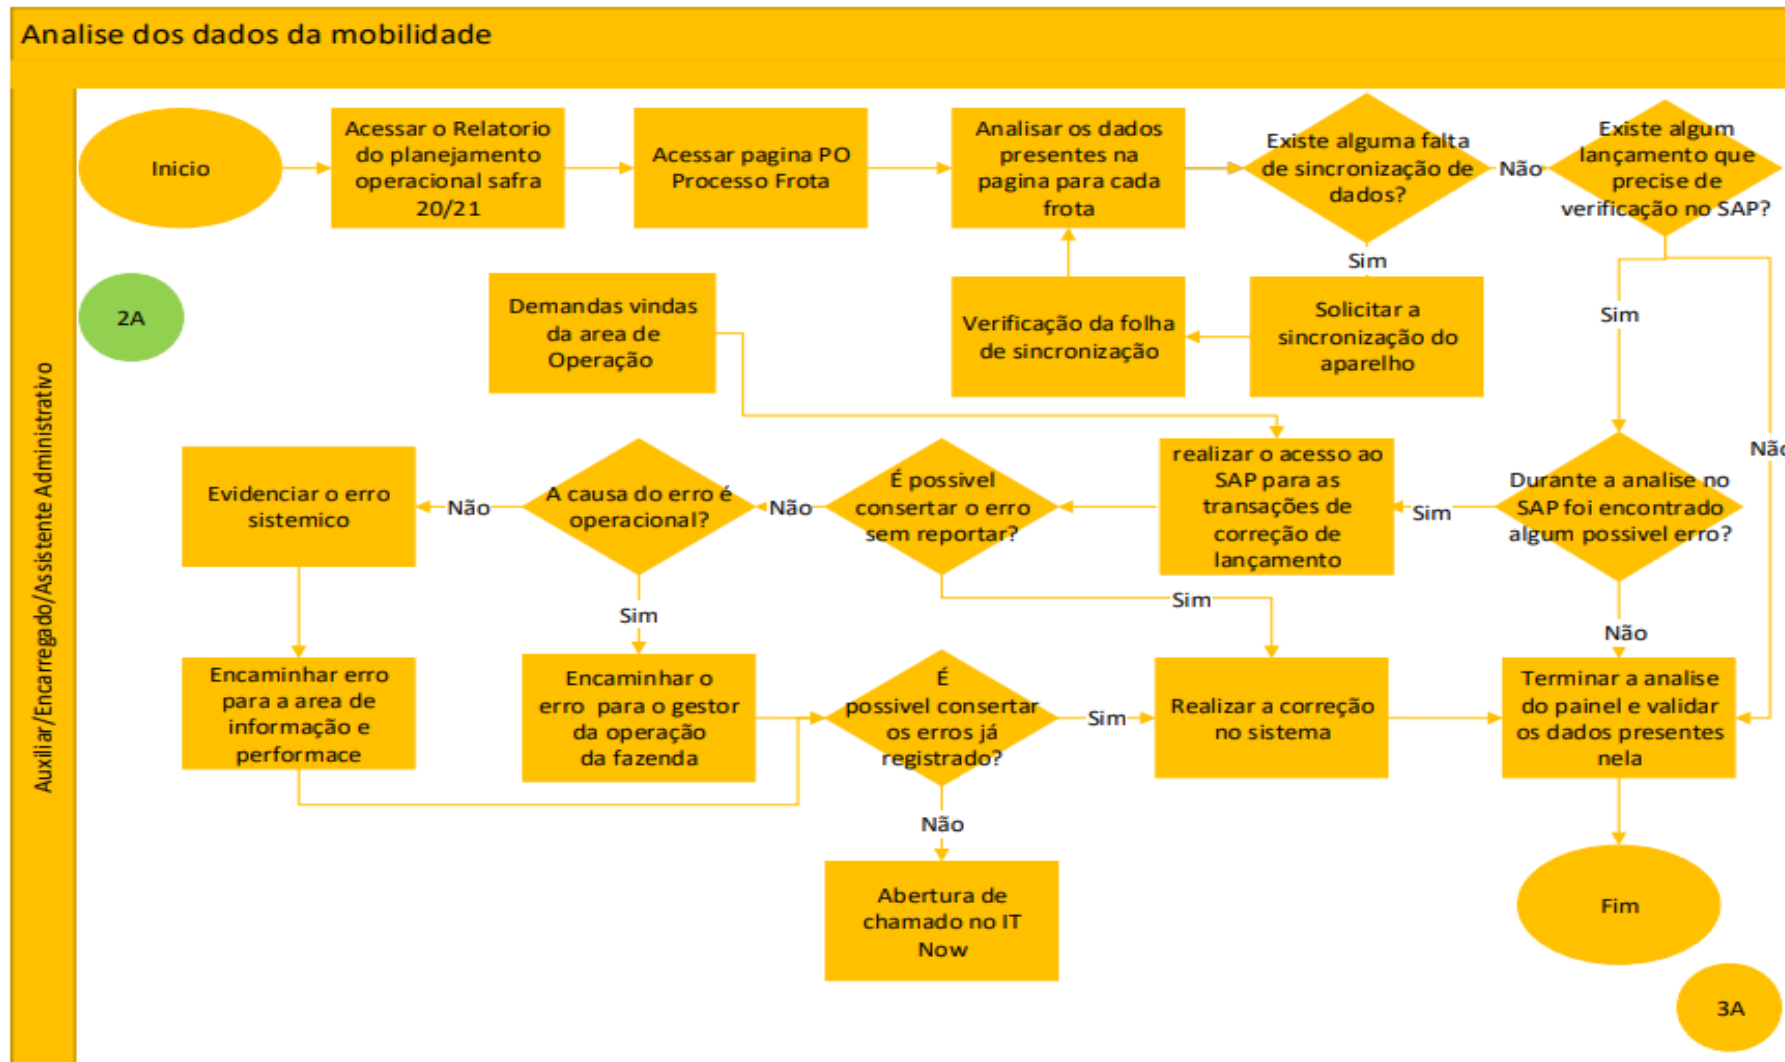 Analise dos dados da mobilidade
Auxiliar/Encarregado/Assistente Administrativo
Inicio
Acessar o Relatorio
do planejamento
operacional safra
20/21
Acessar pagina PO
Processo Frota
Analisar os dados
presentes na
pagina para cada
frota
Existe alguma falta
de sincronização de
dados?
Não
Existe algum
lançamento que
precise de
verificação no SAP?
Sim
Sim
Não
2A
Demandas vindas
da area de
Operação
Verificação da folha
de sincronização
Solicitar a
sincronização do
aparelho
Evidenciar o erro
sistemico
Não
A causa do erro é
operacional?
Não
É possivel
consertar o erro
sem reportar?
realizar o acesso ao
SAP para as
transações de
correção de
lançamento
Sim
Durante a analise no
SAP foi encontrado
algum possivel erro?
Sim
Sim
Não
Encaminhar erro
para a area de
informação e
performace
Encaminhar o
erro para o gestor
da operação
da fazenda
É
possivel consertar
os erros já
registrado?
Sim
Realizar a correção
no sistema
Terminar a analise
do painel e validar
os dados presentes
nela
Não
Abertura de
chamado no IT
Now
Fim
3A